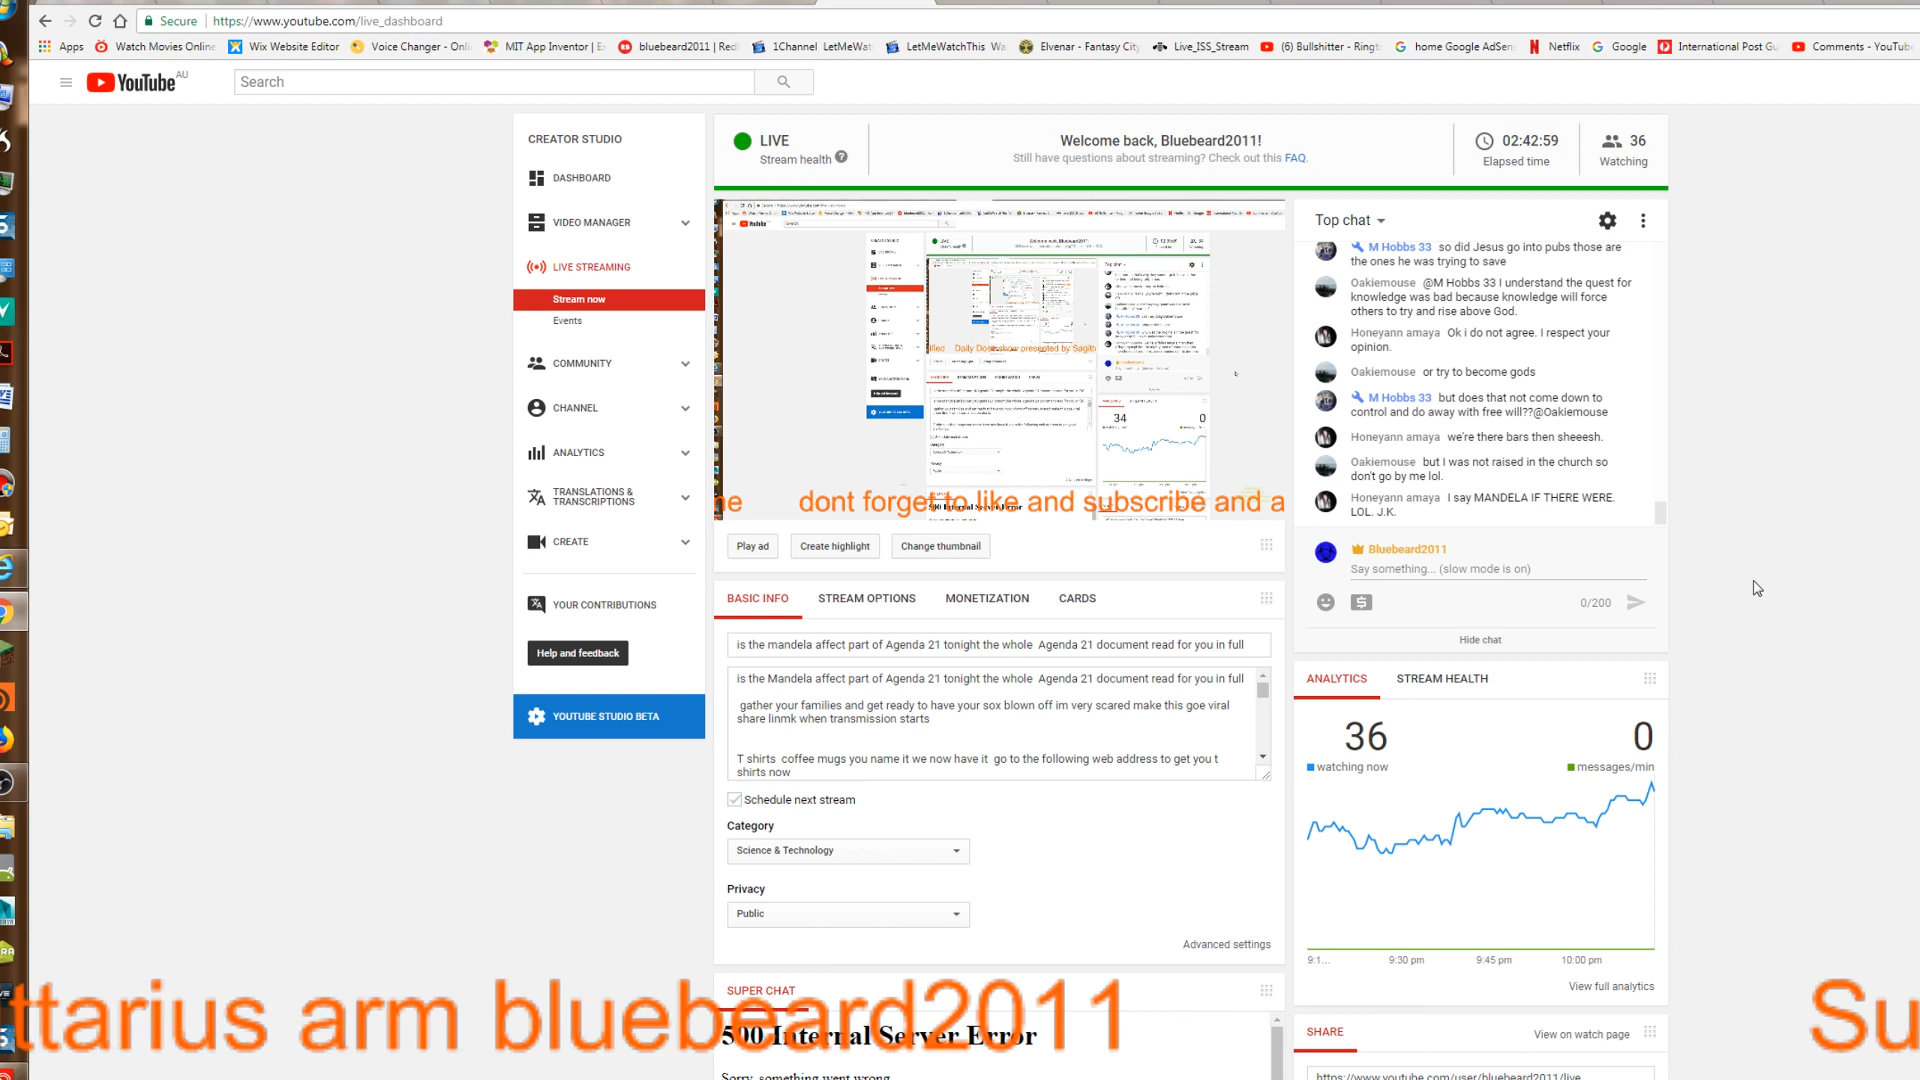 Secure https://www.youtube.com/live_dashboard
Apps Watch Movies Online Wix Website Editor Voice Changer - Onli MIT App Inventor | E bluebeard2011 | Red 1Channel LetMeWat LetMeWatchThis Wa Elvenar - Fantasy City Live_ISS_Stream (6) Bullshitter - Ringt home Google AdSens Netflix Google International Post Gu Comments - YouTub
YouTube AU Search
CREATOR STUDIO
DASHBOARD
VIDEO MANAGER
LIVE STREAMING
Stream now
Events
COMMUNITY
CHANNEL
ANALYTICS
TRANSLATIONS &
TRANSCRIPTIONS
CREATE
YOUR CONTRIBUTIONS
Help and feedback
YOUTUBE STUDIO BETA
LIVE
Stream health
Welcome back, Bluebeard2011!
Still have questions about streaming? Check out this FAQ.
02:42:59
Elapsed time
36
Watching
ified Daily Dose show presented by Sagitt
34 0
500 Internal Server Error
ne dont forget to like and subscribe and a
Play ad Create highlight Change thumbnail
BASIC INFO STREAM OPTIONS MONETIZATION CARDS
is the mandela affect part of Agenda 21 tonight the whole Agenda 21 document read for you in full
is the Mandela affect part of Agenda 21 tonight the whole Agenda 21 document read for you in full
gather your families and get ready to have your sox blown off im very scared make this goe viral
share linmk when transmission starts
T shirts coffee mugs you name it we now have it go to the following web address to get you t
shirts now
Schedule next stream
Category
Science & Technology
Privacy
Public
Advanced settings
SUPER CHAT
500 Internal Server Error
Sorry, something went wrong.
Top chat
M Hobbs 33 so did Jesus go into pubs those are
the ones he was trying to save
Oakiemouse @M Hobbs 33 I understand the quest for
knowledge was bad because knowledge will force
others to try and rise above God.
Honeyann amaya Ok i do not agree. I respect your
opinion.
Oakiemouse or try to become gods
M Hobbs 33 but does that not come down to
control and do away with free will??@Oakiemouse
Honeyann amaya we're there bars then sheeesh.
Oakiemouse but I was not raised in the church so
don't go by me lol.
Honeyann amaya I say MANDELA IF THERE WERE.
LOL. J.K.
Bluebeard2011
Say something... (slow mode is on)
0/200
Hide chat
ANALYTICS STREAM HEALTH
36 0
watching now messages/min
9:1... 9:30 pm 9:45 pm 10:00 pm
View full analytics
SHARE View on watch page
https://www.youtube.com/user/bluebeard2011/live
ttarius arm bluebeard2011 Su